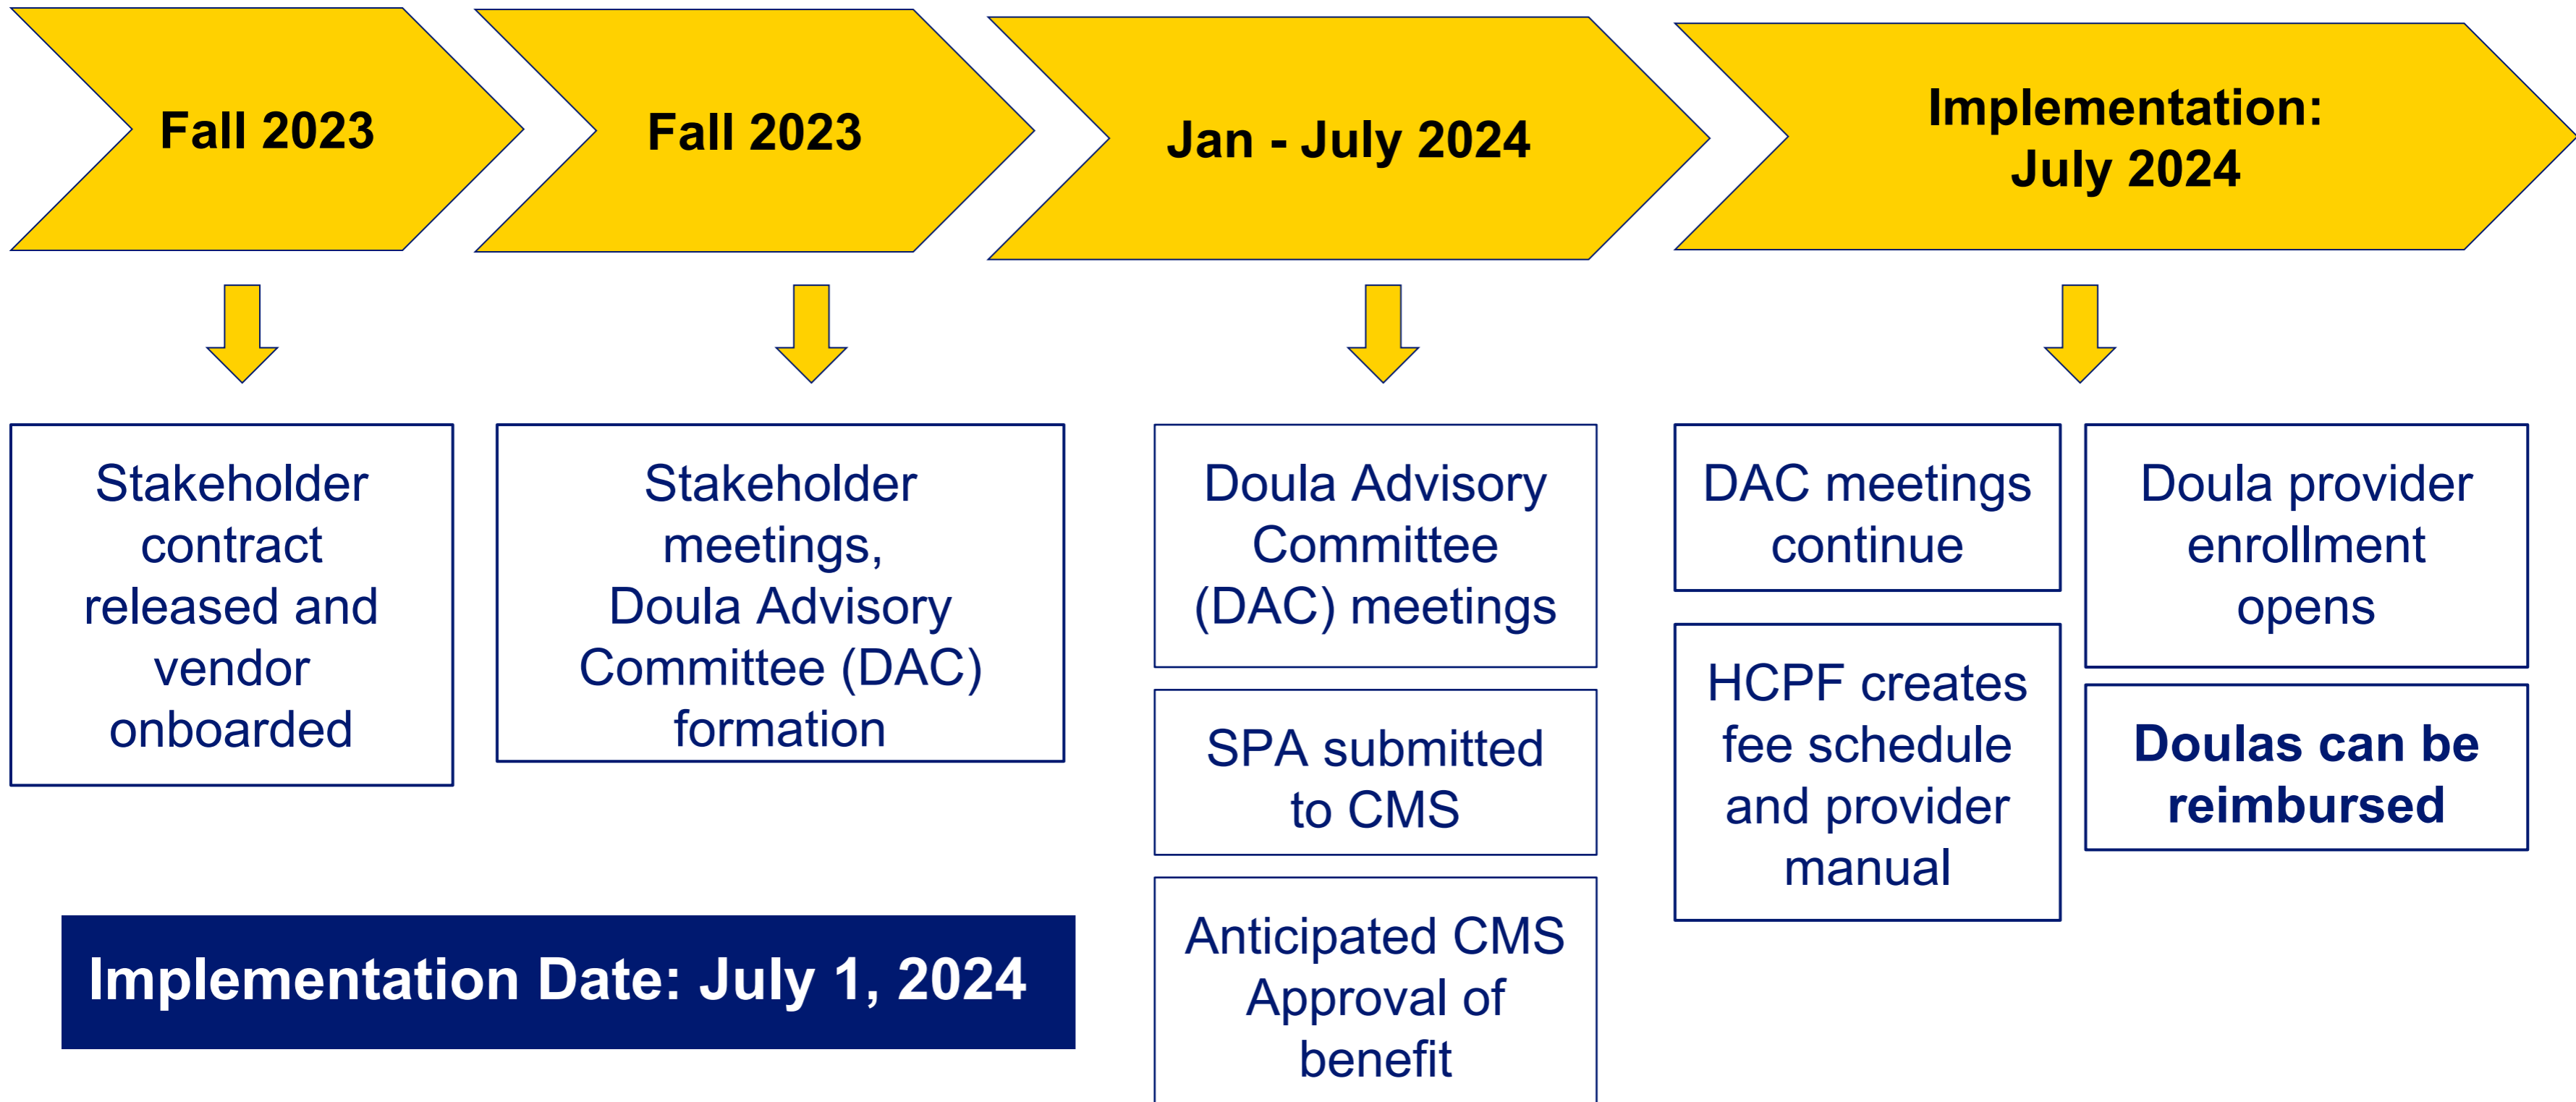 Fall 2023
Fall 2023
Jan - July 2024
Implementation:
July 2024
Stakeholder
contract
released and
vendor
onboarded
Stakeholder
meetings,
Doula Advisory
Committee (DAC)
formation
Doula Advisory
Committee
(DAC) meetings
SPA submitted
to CMS
Anticipated CMS
Approval of
benefit
DAC meetings
continue
HCPF creates
fee schedule
and provider
manual
Doula provider
enrollment
opens
Doulas can be
reimbursed
Implementation Date: July 1, 2024